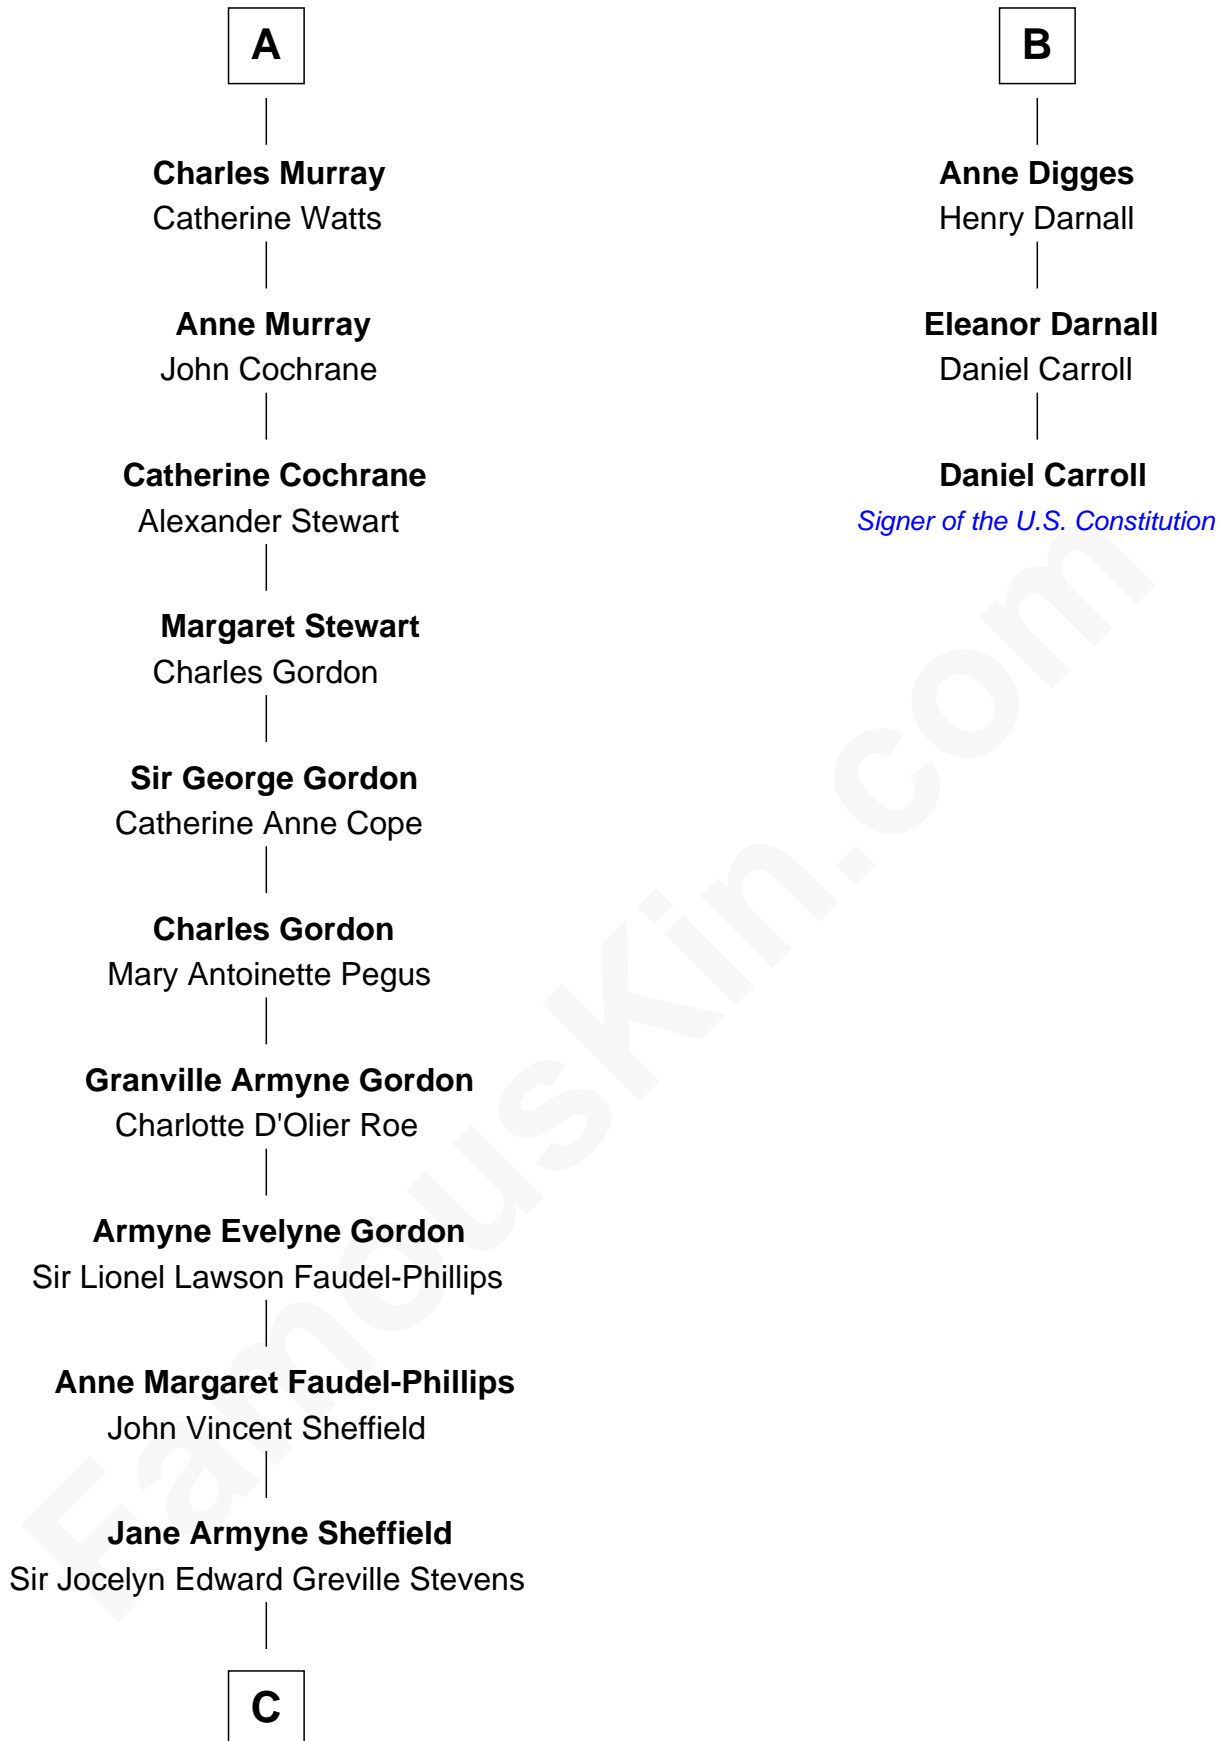 A
Charles Murray
Catherine Watts
Anne Murray
John Cochrane
Catherine Cochrane
Alexander Stewart
Margaret Stewart
Charles Gordon
Sir George Gordon
Catherine Anne Cope
Charles Gordon
Mary Antoinette Pegus
Granville Armyne Gordon
Charlotte D'Olier Roe
Armyne Evelyne Gordon
Sir Lionel Lawson Faudel-Phillips
Anne Margaret Faudel-Phillips
John Vincent Sheffield
Jane Armyne Sheffield
Sir Jocelyn Edward Greville Stevens
C
B
Anne Digges
Henry Darnall
Eleanor Darnall
Daniel Carroll
Daniel Carroll
Signer of the U.S. Constitution
FamousKin.com